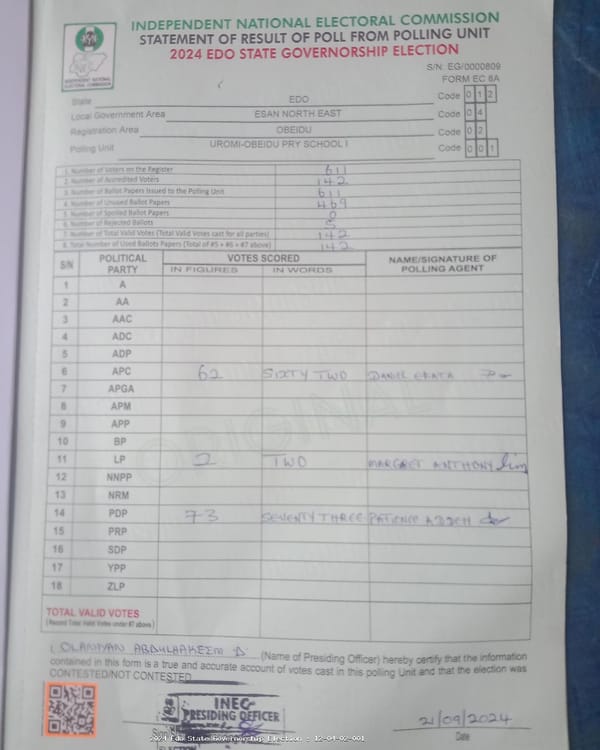 INDEPENDENT NATIONAL ELECTORAL COMMISSION
STATEMENT OF RESULT OF POLL FROM POLLING UNIT
2024 EDO STATE GOVERNORSHIP ELECTION
S/N. EG/0000809
FORM EC 8A
INDEPENDENT NATIONAL ELECTORAL COMMISSION
State EDO Code 0 1 2
Local Government Area ESAN NORTH EAST Code 0 4
Registration Area OBEIDU Code 0 2
Polling Unit UROMI-OBEIDU PRY SCHOOL I Code 0 0 1
1. Number of Voters on the Register 611
2. Number of Accredited Voters 142
3. Number of Ballot Papers Issued to the Polling Unit 611
4. Number of Unused Ballot Papers 469
5. Number of Spoiled Ballot Papers 0
6. Number of Rejected Ballots 5
7. Number of Total Valid Votes (Total Valid Votes cast for all parties) 142
8. Total Number of Used Ballots Papers (Total of #5 + #6 + #7 above) 142
S/N POLITICAL PARTY VOTES SCORED NAME/SIGNATURE OF POLLING AGENT
IN FIGURES IN WORDS
1 A
2 AA
3 AAC
4 ADC
5 ADP
6 APC 62 SIXTY TWO DANIEL
7 APGA
8 APM
9 APP
10 BP
11 LP 2 TWO MARGRET ANTHONY
12 NNPP
13 NRM
14 PDP 73 SEVENTY THREE PATIENCE
15 PRP
16 SDP
17 YPP
18 ZLP
TOTAL VALID VOTES
(Record Total Valid Votes under #7 above)
I, OLANIYAN ABDULHAKEEM (Name of Presiding Officer) hereby certify that the information
contained in this form is a true and accurate account of votes cast in this polling Unit and that the election was
CONTESTED/NOT CONTESTED
INEC
PRESIDING OFFICER
21/09/2024
Date
2024 Edo State Governorship Election : 12-04-02-001